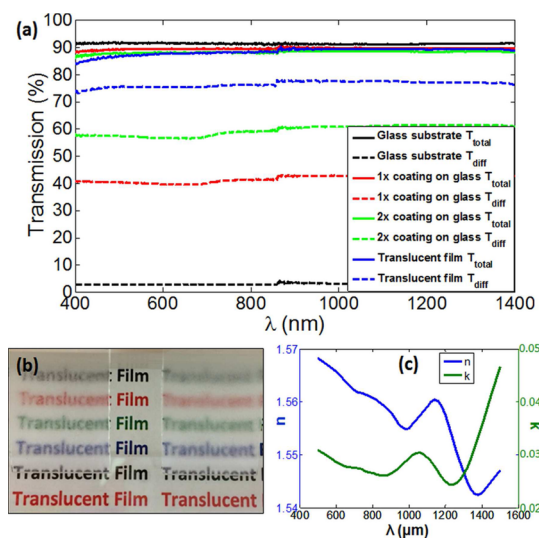 (a)
Transmission (%)
100
90
80
70
60
50
40
30
20
10
0
Glass substrate T_total
Glass substrate T_diff
1x coating on glass T_total
1x coating on glass T_diff
2x coating on glass T_total
2x coating on glass T_diff
Translucent film T_total
Translucent film T_diff
400 600 800 1000 1200 1400
λ (nm)
(b)
Translucent Film Translucent
Translucent Film Translucent
Translucent Film Translucent
Translucent Film Translucent
Translucent Film Translucent
Translucent Film Translucent
(c)
n
k
1.57
1.56
1.55
1.54
n
0.05
0.04
0.03
0.02
k
400 600 800 1000 1200 1400 1600
λ (μm)